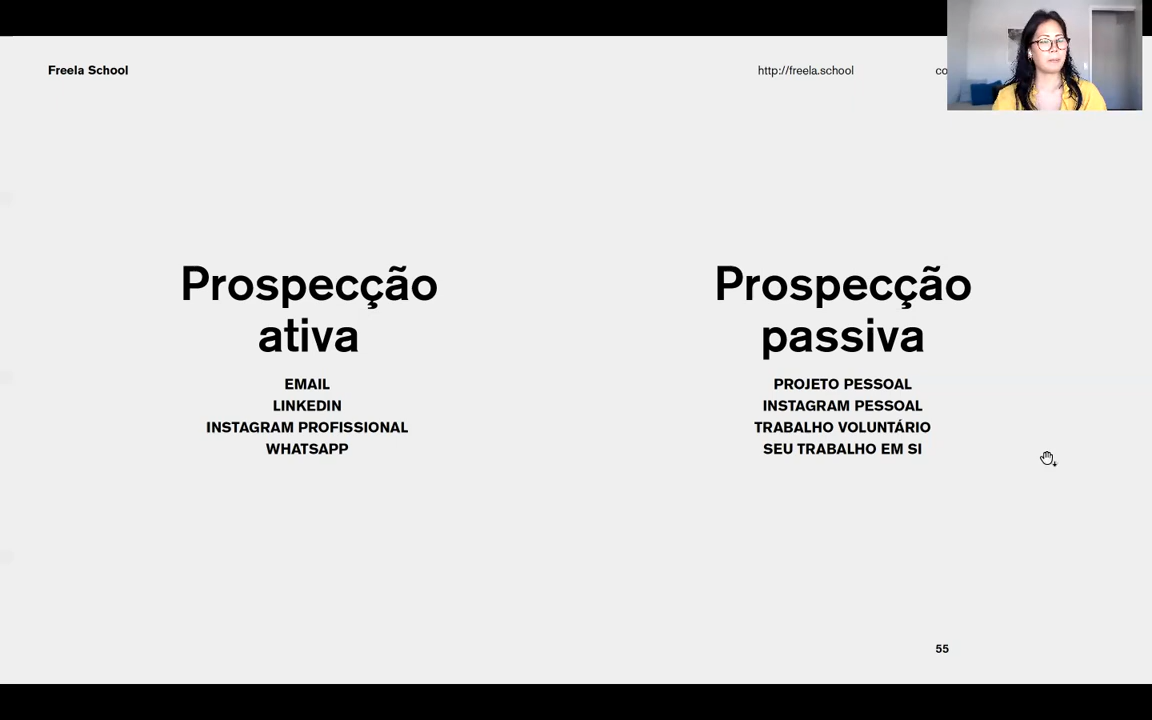 Freela School
http://freela.school
Prospecção
ativa
EMAIL
LINKEDIN
INSTAGRAM PROFISSIONAL
WHATSAPP
Prospecção
passiva
PROJETO PESSOAL
INSTAGRAM PESSOAL
TRABALHO VOLUNTÁRIO
SEU TRABALHO EM SI
55